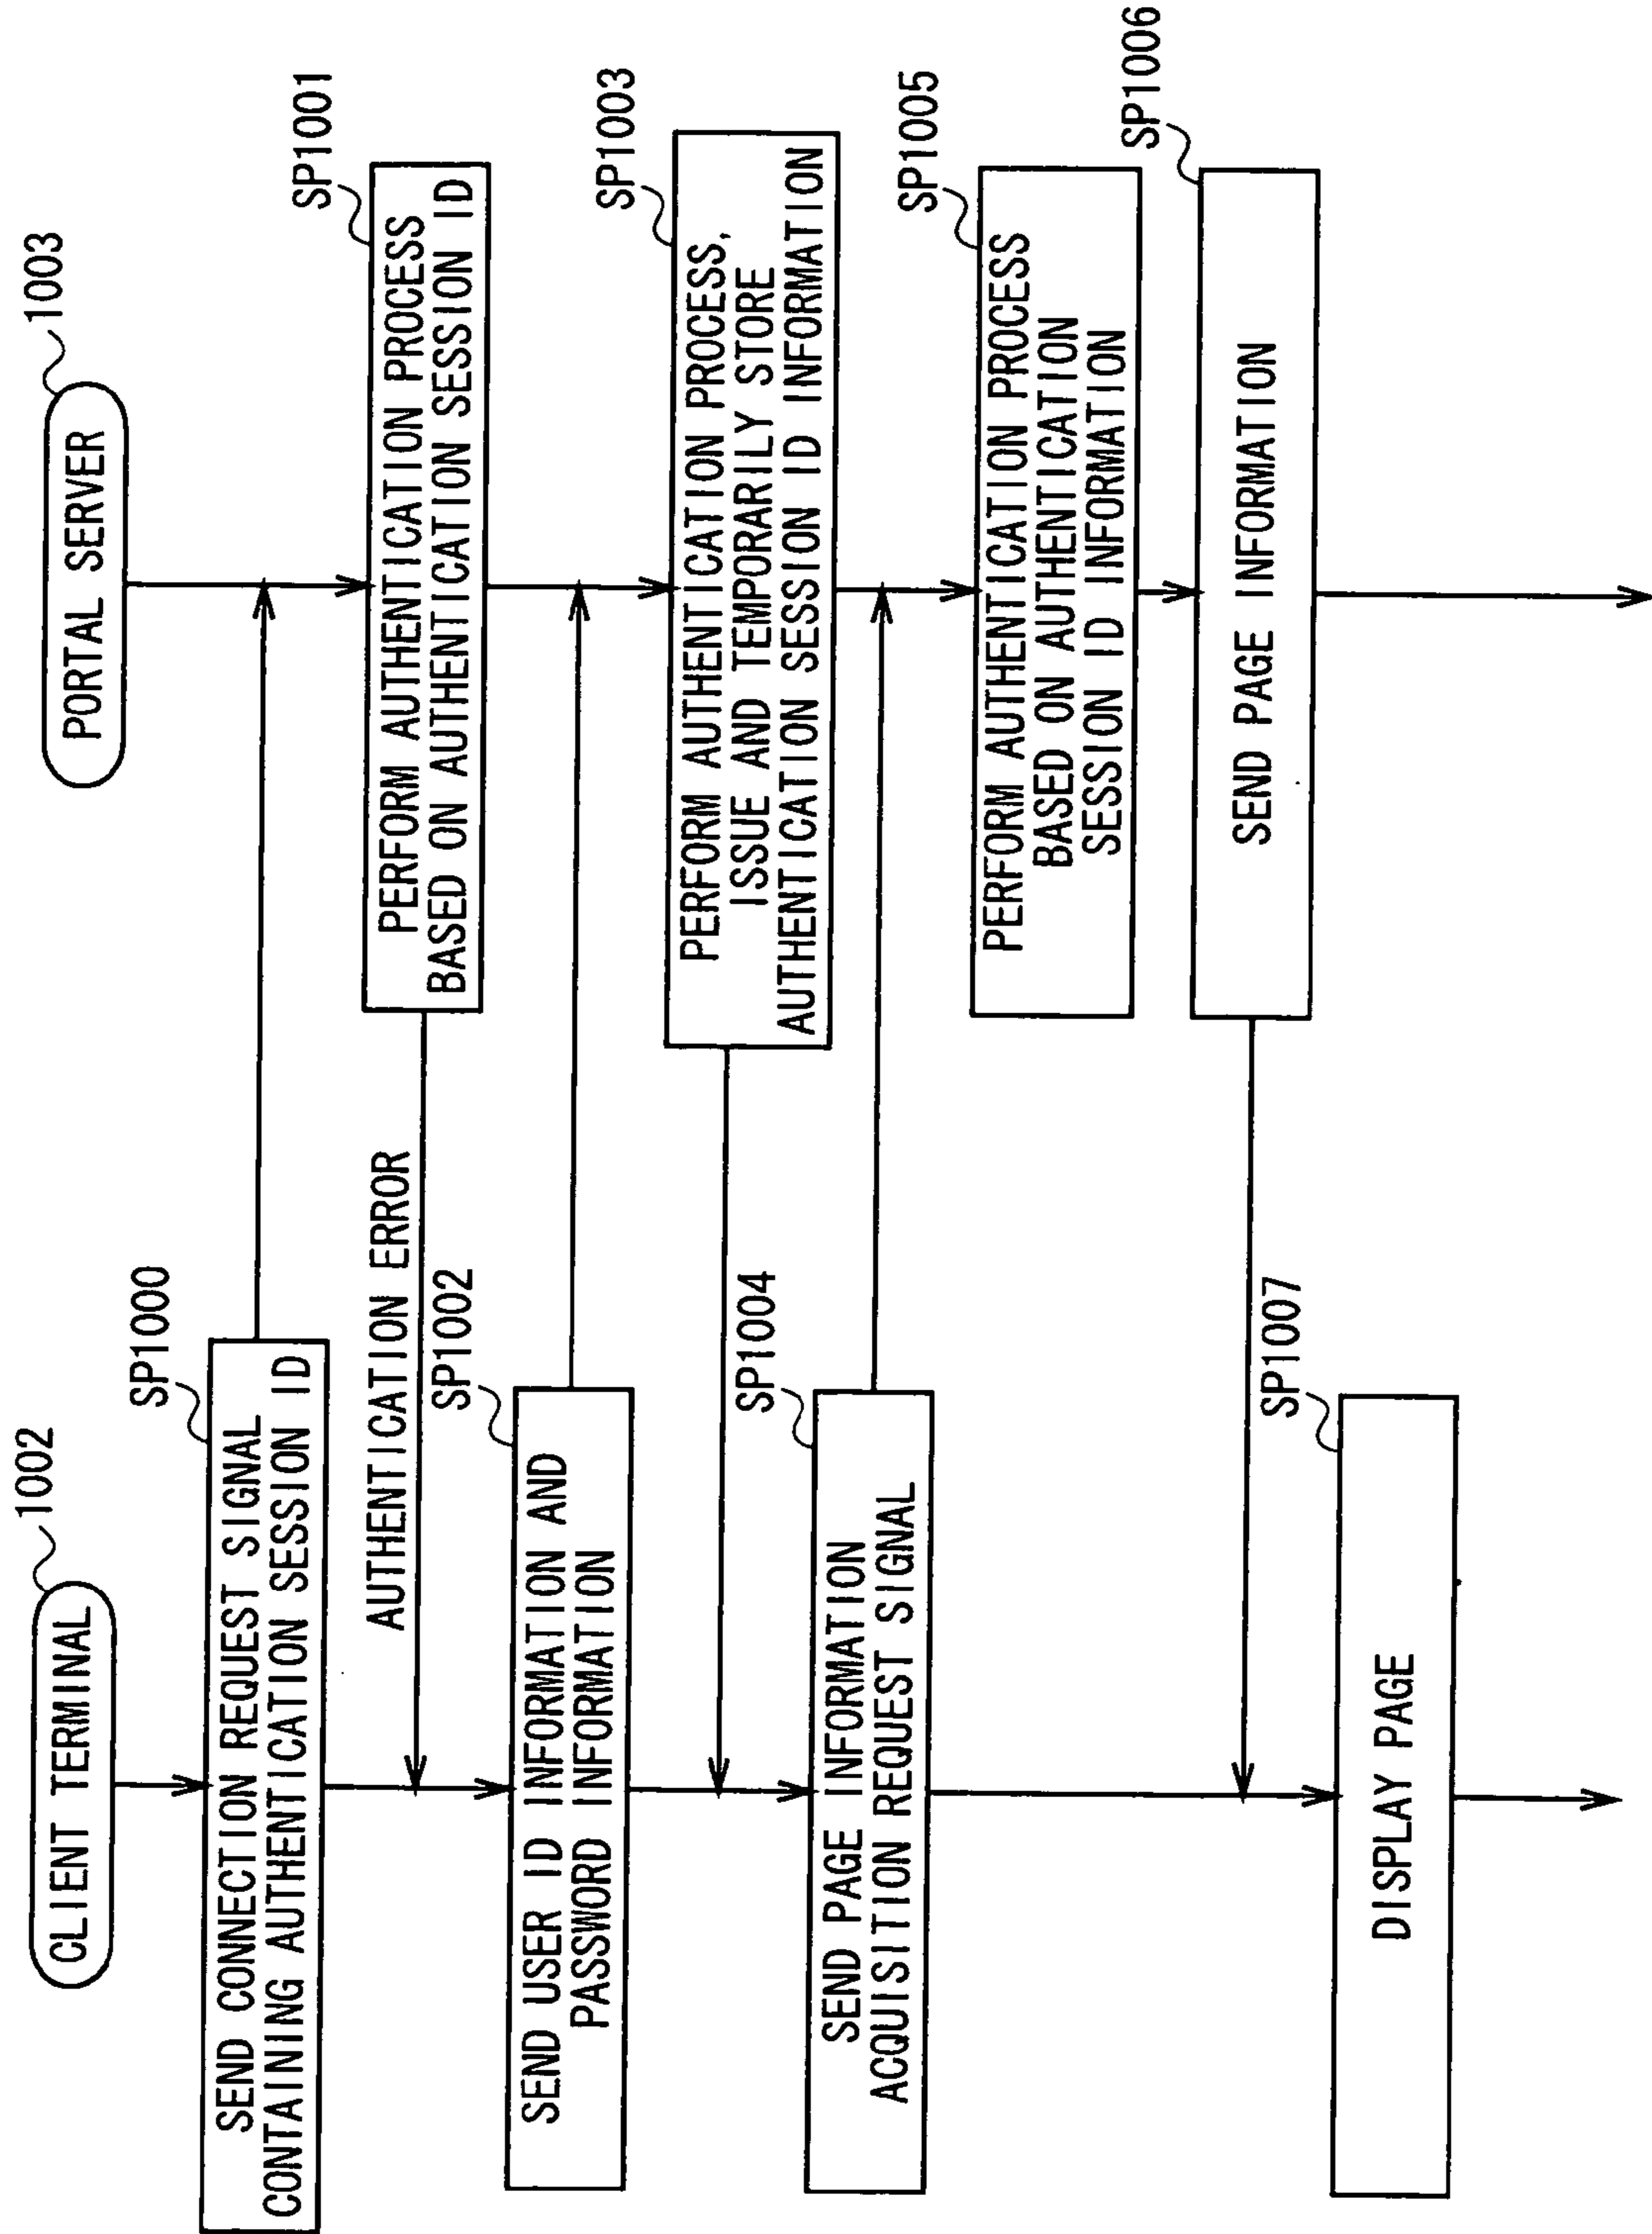 CLIENT TERMINAL
1002
PORTAL SERVER
1003
SP1000
SEND CONNECTION REQUEST SIGNAL
CONTAINING AUTHENTICATION SESSION ID
SP1001
PERFORM AUTHENTICATION PROCESS
BASED ON AUTHENTICATION SESSION ID
AUTHENTICATION ERROR
SP1002
SEND USER ID INFORMATION AND
PASSWORD INFORMATION
SP1003
PERFORM AUTHENTICATION PROCESS,
ISSUE AND TEMPORARILY STORE
AUTHENTICATION SESSION ID INFORMATION
SP1004
SEND PAGE INFORMATION
ACQUISITION REQUEST SIGNAL
SP1005
PERFORM AUTHENTICATION PROCESS
BASED ON AUTHENTICATION
SESSION ID INFORMATION
SP1006
SEND PAGE INFORMATION
SP1007
DISPLAY PAGE